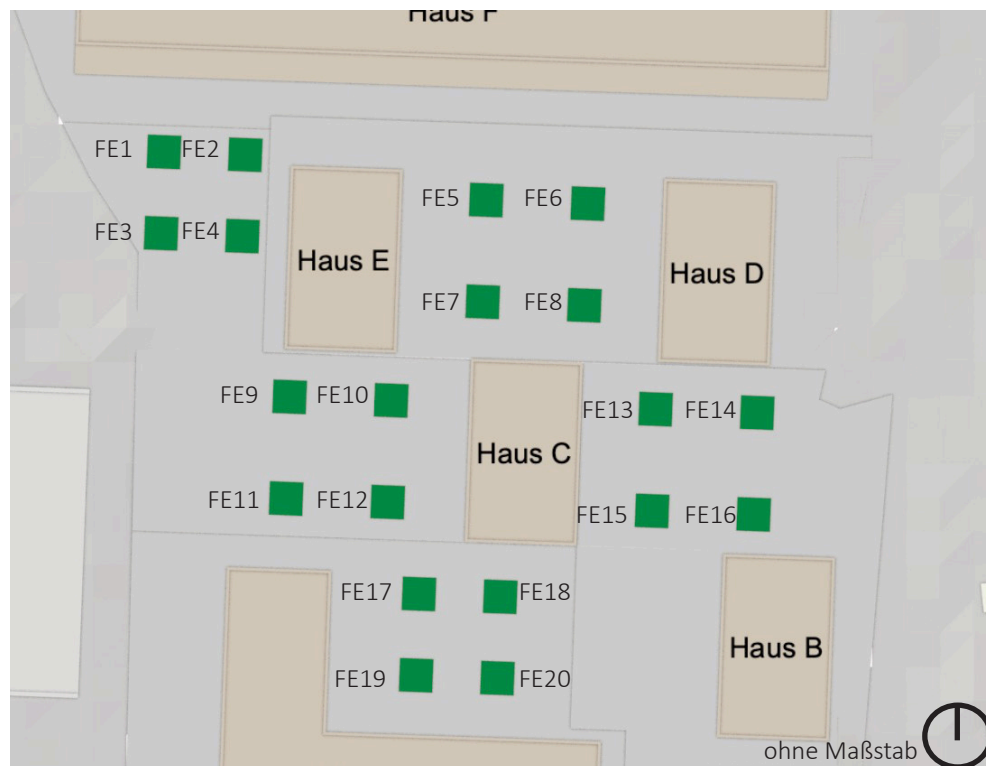 Haus F
FE1
FE2
FE5
FE6
FE3
FE4
Haus E
Haus D
FE7
FE8
FE9
FE10
FE13
FE14
Haus C
FE11
FE12
FE15
FE16
FE17
FE18
Haus B
FE19
FE20
ohne Maßstab